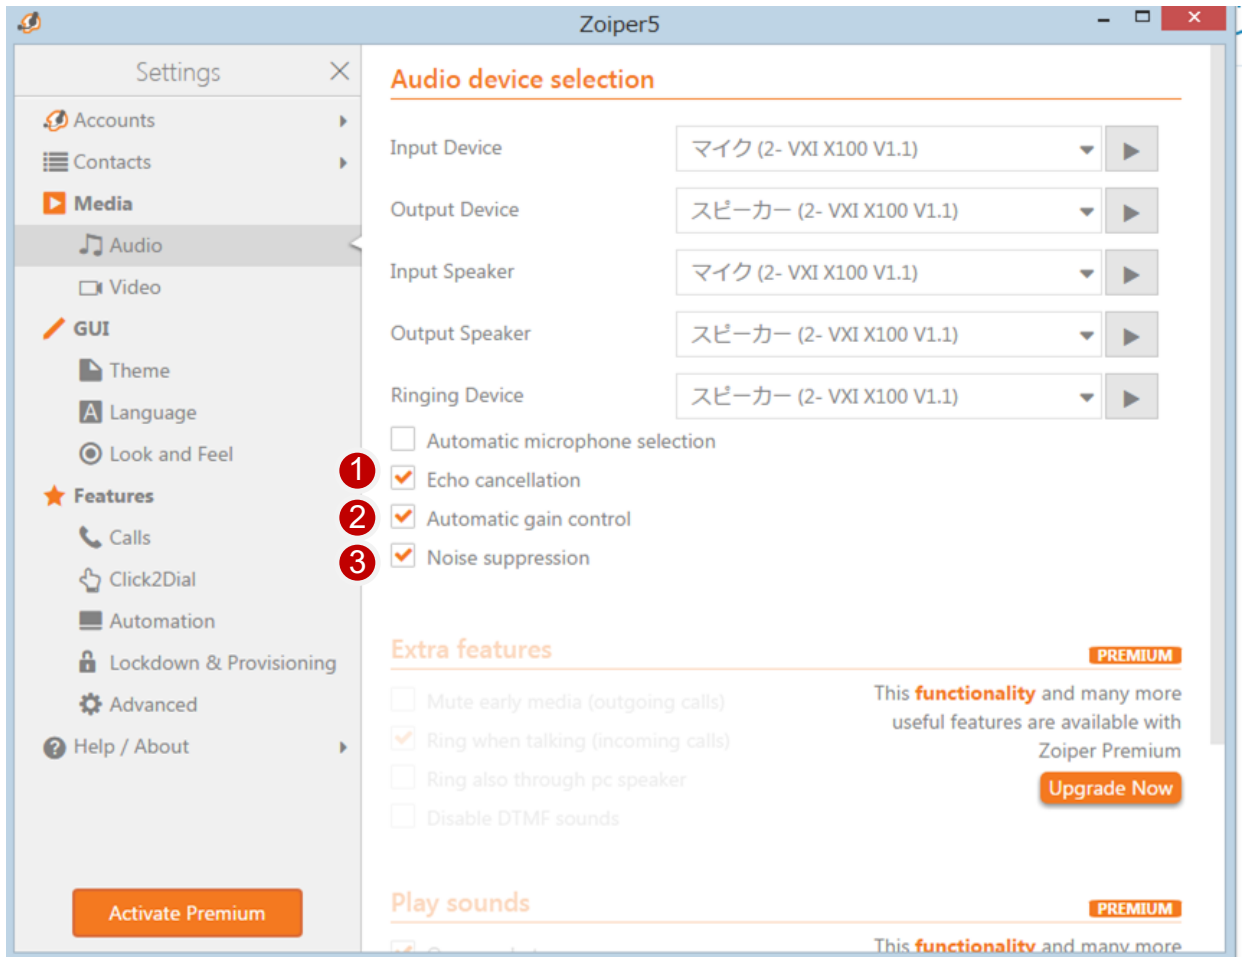 Zoiper5
Settings
Accounts
Contacts
Media
Audio
Video
GUI
Theme
Language
Look and Feel
Features
Calls
Click2Dial
Automation
Lockdown & Provisioning
Advanced
Help / About
Activate Premium
Audio device selection
Input Device マイク (2- VXI X100 V1.1)
Output Device スピーカー (2- VXI X100 V1.1)
Input Speaker マイク (2- VXI X100 V1.1)
Output Speaker スピーカー (2- VXI X100 V1.1)
Ringing Device スピーカー (2- VXI X100 V1.1)
Automatic microphone selection
1 Echo cancellation
2 Automatic gain control
3 Noise suppression
Extra features PREMIUM
Mute early media (outgoing calls)
Ring when talking (incoming calls)
Ring also through pc speaker
Disable DTMF sounds
This functionality and many more
useful features are available with
Zoiper Premium
Upgrade Now
Play sounds PREMIUM
This functionality and many more